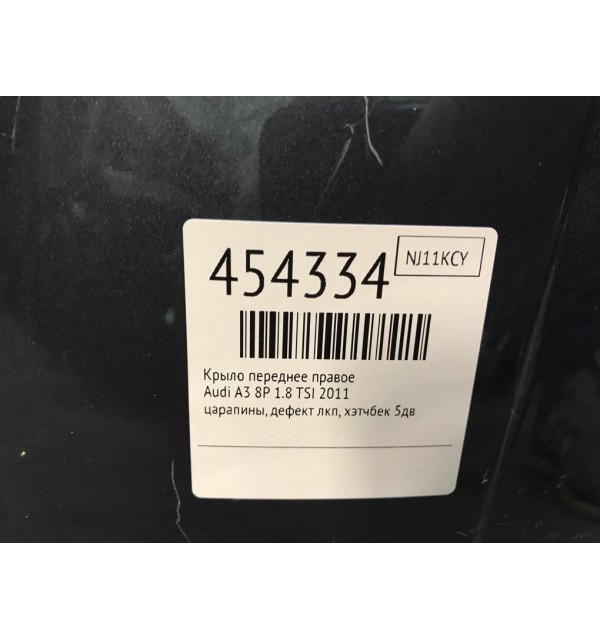 454334
NJ11KCY
Крыло переднее правое
Audi A3 8P 1.8 TSI 2011
царапины, дефект лкп, хэтчбек 5дв